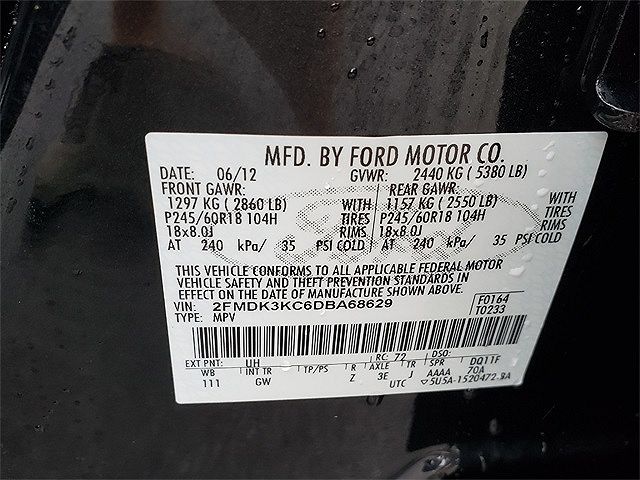 MFD. BY FORD MOTOR CO.
DATE: 06/12 GVWR: 2440 KG ( 5380 LB)
FRONT GAWR: REAR GAWR:
1297 KG ( 2860 LB) WITH 1157 KG ( 2550 LB) WITH
P245/60R18 104H TIRES P245/60R18 104H TIRES
18x8.0J RIMS 18x8.0J RIMS
AT 240 kPa/ 35 PSI COLD AT 240 kPa/ 35 PSI COLD
THIS VEHICLE CONFORMS TO ALL APPLICABLE FEDERAL MOTOR
VEHICLE SAFETY AND THEFT PREVENTION STANDARDS IN
EFFECT ON THE DATE OF MANUFACTURE SHOWN ABOVE.
VIN: 2FMDK3KC6DBA68629 F0164
TYPE: MPV T0233
EXT PNT: UH RC: 72 DSO:
WB INT TR TP/PS R AXLE TR SPR DQ11F
111 GW Z 3E J AAAA 70A
UTC ▽5U5A-1520472-BA